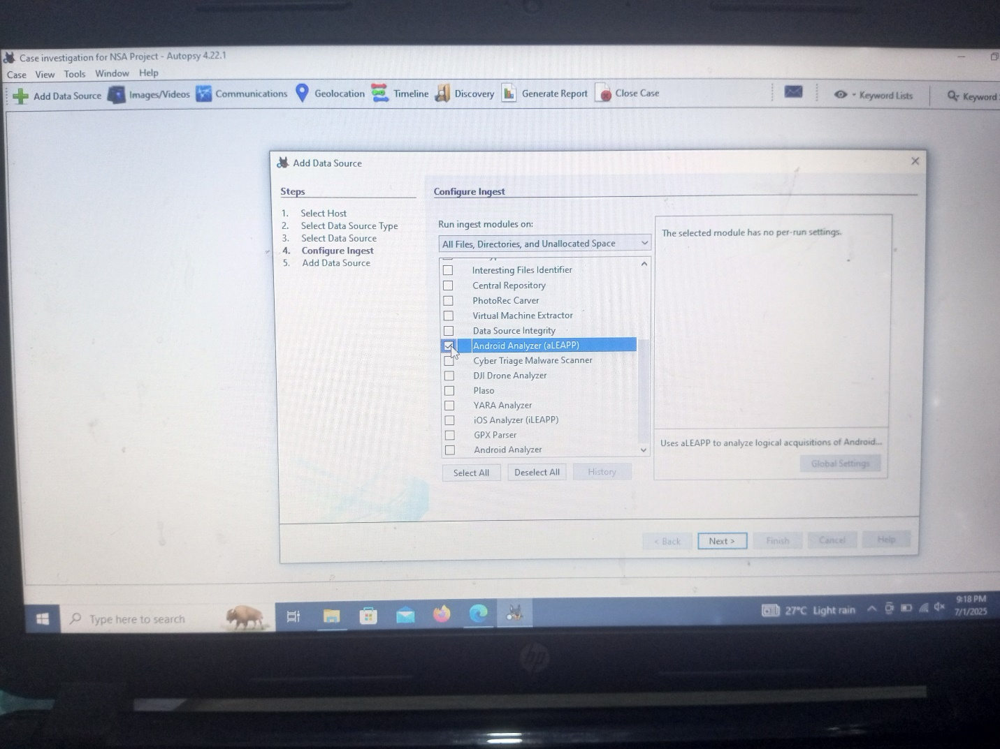 Case investigation for NSA Project - Autopsy 4.22.1
Case View Tools Window Help
Add Data Source Images/Videos Communications Geolocation Timeline Discovery Generate Report Close Case Keyword Lists Keyword
Add Data Source
Steps
1. Select Host
2. Select Data Source Type
3. Select Data Source
4. Configure Ingest
5. Add Data Source
Configure Ingest
Run ingest modules on:
All Files, Directories, and Unallocated Space
Interesting Files Identifier
Central Repository
PhotoRec Carver
Virtual Machine Extractor
Data Source Integrity
Android Analyzer (aLEAPP)
Cyber Triage Malware Scanner
DJI Drone Analyzer
Plaso
YARA Analyzer
iOS Analyzer (iLEAPP)
GPX Parser
Android Analyzer
Select All Deselect All History
The selected module has no per-run settings.
Uses aLEAPP to analyze logical acquisitions of Android...
Global Settings
< Back Next > Finish Cancel Help
Type here to search
27°C Light rain
9:18 PM
7/1/2025
hp